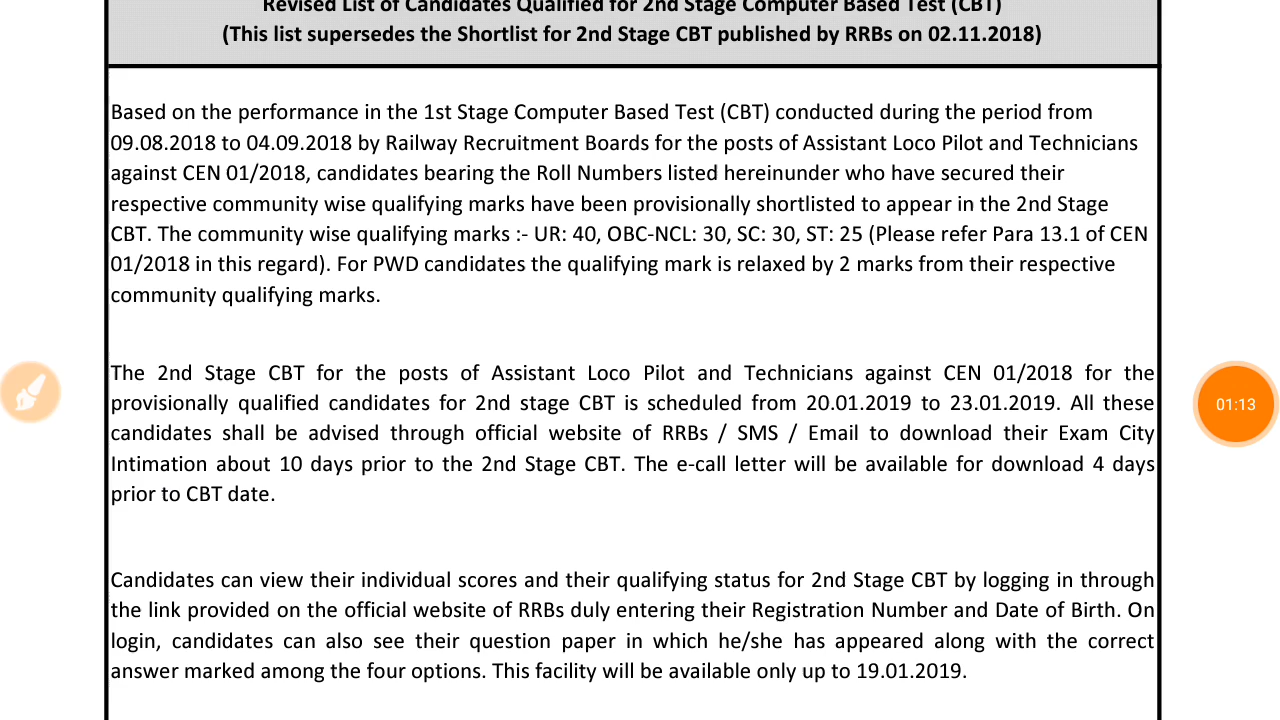 Revised List of Candidates Qualified for 2nd Stage Computer Based Test (CBT)
(This list supersedes the Shortlist for 2nd Stage CBT published by RRBs on 02.11.2018)
Based on the performance in the 1st Stage Computer Based Test (CBT) conducted during the period from
09.08.2018 to 04.09.2018 by Railway Recruitment Boards for the posts of Assistant Loco Pilot and Technicians
against CEN 01/2018, candidates bearing the Roll Numbers listed hereinunder who have secured their
respective community wise qualifying marks have been provisionally shortlisted to appear in the 2nd Stage
CBT. The community wise qualifying marks :- UR: 40, OBC-NCL: 30, SC: 30, ST: 25 (Please refer Para 13.1 of CEN
01/2018 in this regard). For PWD candidates the qualifying mark is relaxed by 2 marks from their respective
community qualifying marks.
The 2nd Stage CBT for the posts of Assistant Loco Pilot and Technicians against CEN 01/2018 for the
provisionally qualified candidates for 2nd stage CBT is scheduled from 20.01.2019 to 23.01.2019. All these
candidates shall be advised through official website of RRBs / SMS / Email to download their Exam City
Intimation about 10 days prior to the 2nd Stage CBT. The e-call letter will be available for download 4 days
prior to CBT date.
01:13
Candidates can view their individual scores and their qualifying status for 2nd Stage CBT by logging in through
the link provided on the official website of RRBs duly entering their Registration Number and Date of Birth. On
login, candidates can also see their question paper in which he/she has appeared along with the correct
answer marked among the four options. This facility will be available only up to 19.01.2019.